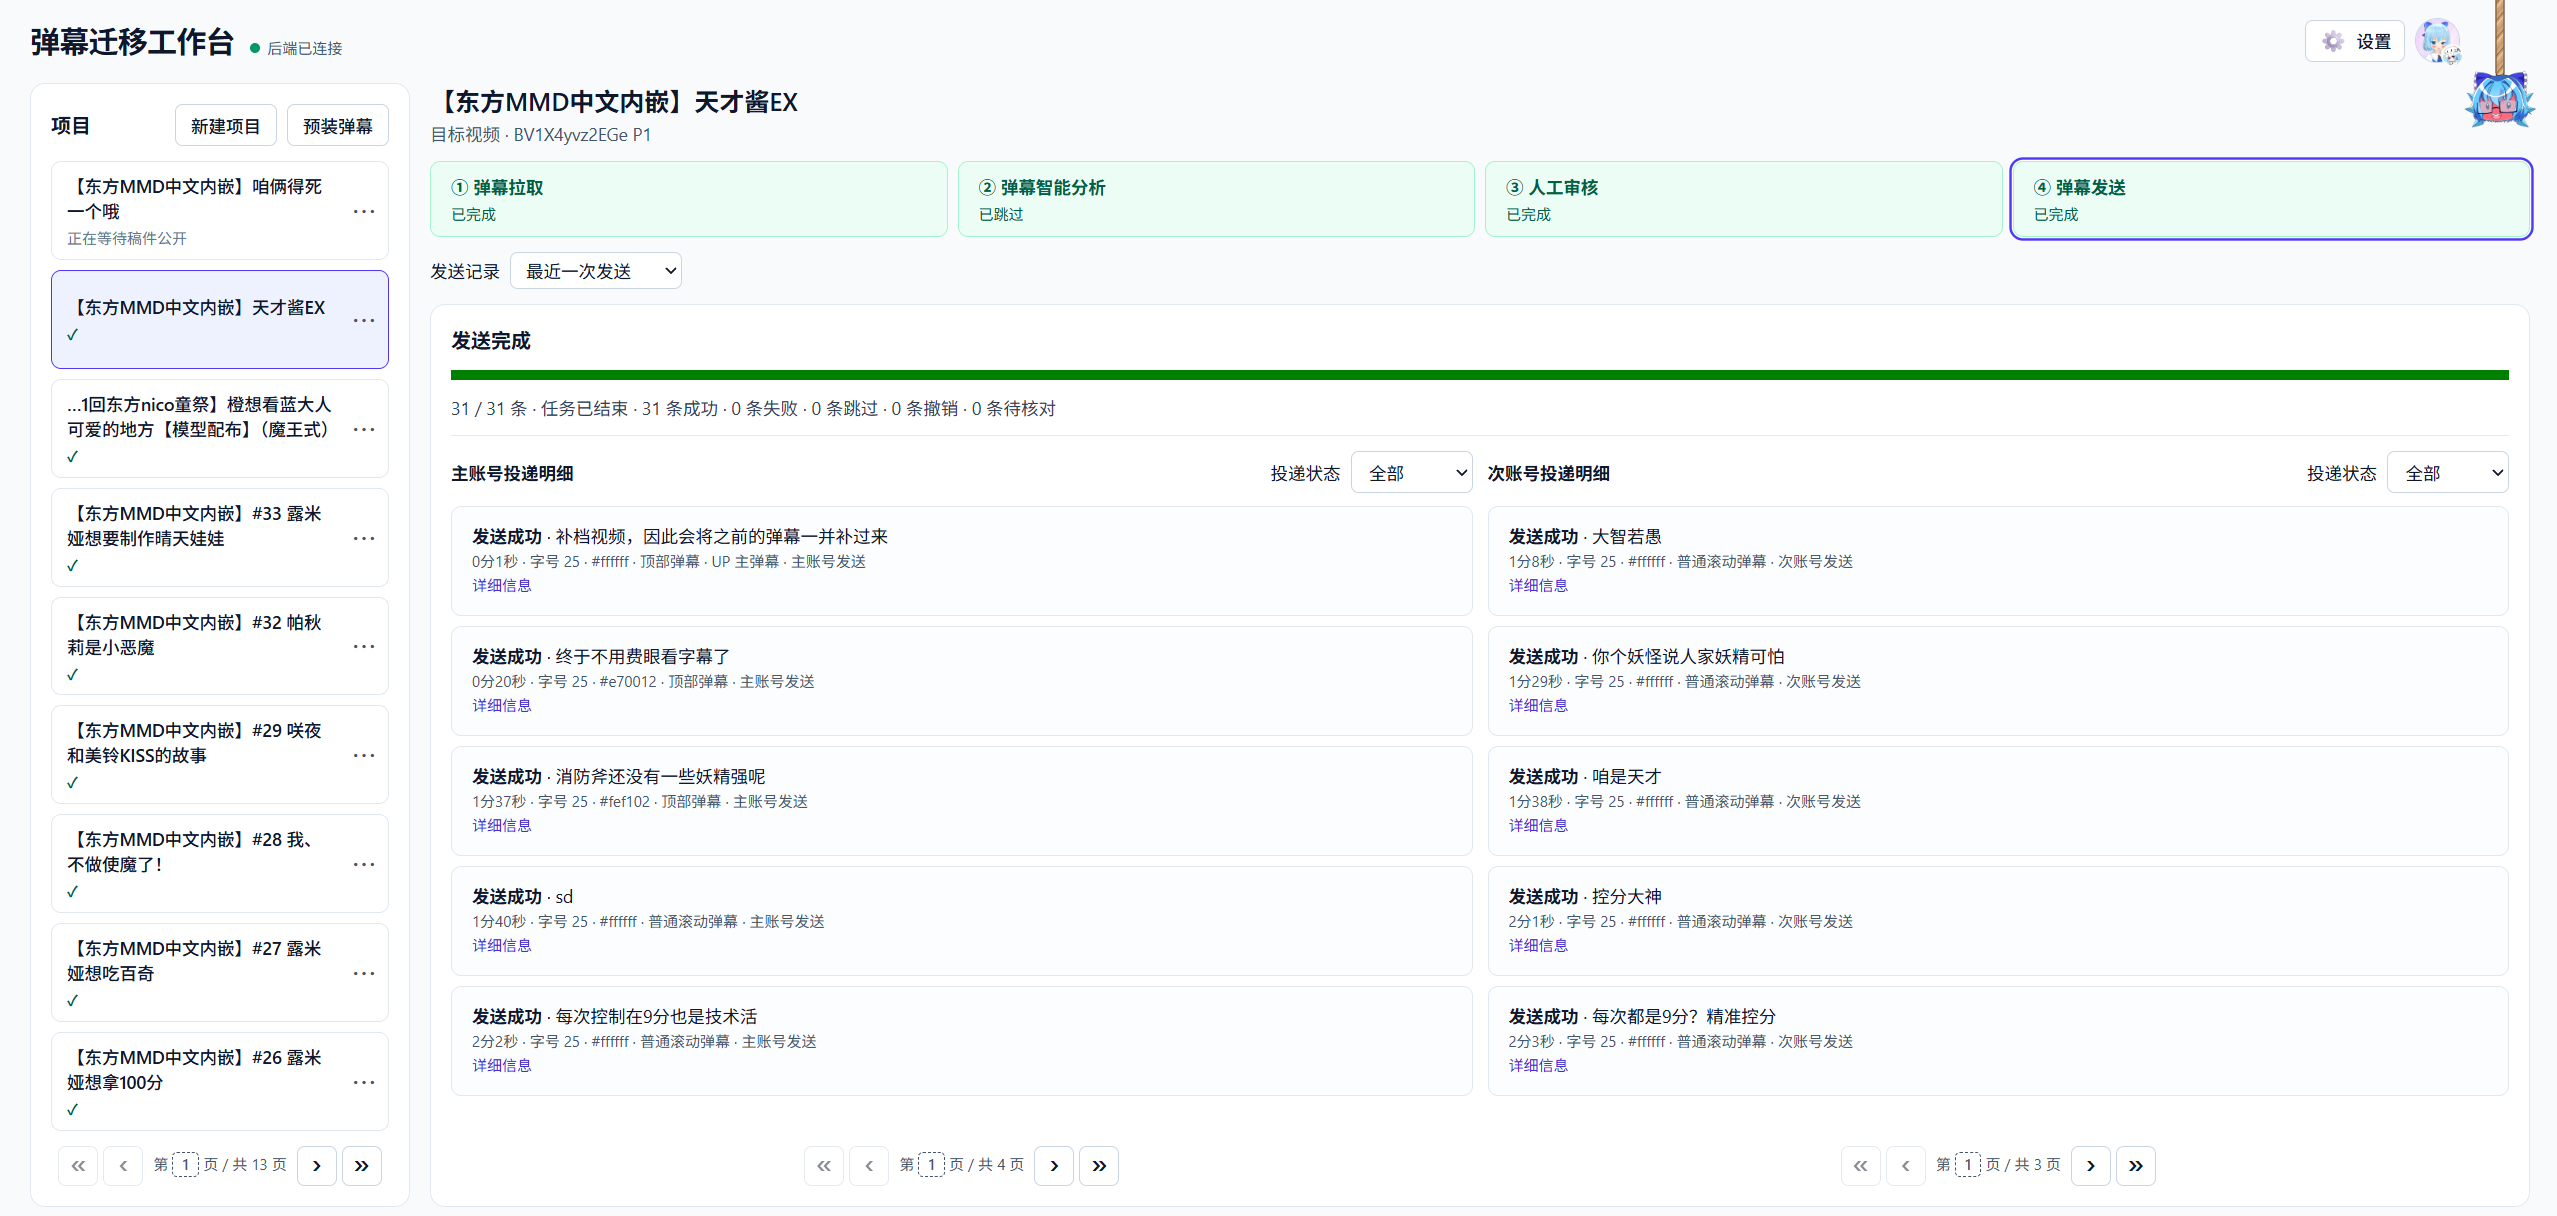 弹幕迁移工作台
后端已连接
设置
项目
新建项目
预装弹幕
【东方MMD中文内嵌】咱俩得死
一个哦
正在等待稿件公开
【东方MMD中文内嵌】天才酱EX
✓
...1回东方nico童祭】橙想看蓝大人
可爱的地方【模型配布】（魔王式）
✓
【东方MMD中文内嵌】#33 露米
娅想要制作晴天娃娃
✓
【东方MMD中文内嵌】#32 帕秋
莉是小恶魔
✓
【东方MMD中文内嵌】#29 咲夜
和美铃KISS的故事
✓
【东方MMD中文内嵌】#28 我、
不做使魔了！
✓
【东方MMD中文内嵌】#27 露米
娅想吃百奇
✓
【东方MMD中文内嵌】#26 露米
娅想拿100分
✓
« ‹ 第 1 页 / 共 13 页 › »
【东方MMD中文内嵌】天才酱EX
目标视频 · BV1X4yvz2EGe P1
① 弹幕拉取
已完成
② 弹幕智能分析
已跳过
③ 人工审核
已完成
④ 弹幕发送
已完成
发送记录 最近一次发送
发送完成
31 / 31 条 · 任务已结束 · 31 条成功 · 0 条失败 · 0 条跳过 · 0 条撤销 · 0 条待核对
主账号投递明细
投递状态 全部
发送成功 · 补档视频，因此会将之前的弹幕一并补过来
0分1秒 · 字号 25 · #ffffff · 顶部弹幕 · UP 主弹幕 · 主账号发送
详细信息
发送成功 · 终于不用费眼看字幕了
0分20秒 · 字号 25 · #e70012 · 顶部弹幕 · 主账号发送
详细信息
发送成功 · 消防斧还没有一些妖精强呢
1分37秒 · 字号 25 · #fef102 · 顶部弹幕 · 主账号发送
详细信息
发送成功 · sd
1分40秒 · 字号 25 · #ffffff · 普通滚动弹幕 · 主账号发送
详细信息
发送成功 · 每次控制在9分也是技术活
2分2秒 · 字号 25 · #ffffff · 普通滚动弹幕 · 主账号发送
详细信息
« ‹ 第 1 页 / 共 4 页 › »
次账号投递明细
投递状态 全部
发送成功 · 大智若愚
1分8秒 · 字号 25 · #ffffff · 普通滚动弹幕 · 次账号发送
详细信息
发送成功 · 你个妖怪说人家妖精可怕
1分29秒 · 字号 25 · #ffffff · 普通滚动弹幕 · 次账号发送
详细信息
发送成功 · 咱是天才
1分38秒 · 字号 25 · #ffffff · 普通滚动弹幕 · 次账号发送
详细信息
发送成功 · 控分大神
2分1秒 · 字号 25 · #ffffff · 普通滚动弹幕 · 次账号发送
详细信息
发送成功 · 每次都是9分？精准控分
2分3秒 · 字号 25 · #ffffff · 普通滚动弹幕 · 次账号发送
详细信息
« ‹ 第 1 页 / 共 3 页 › »